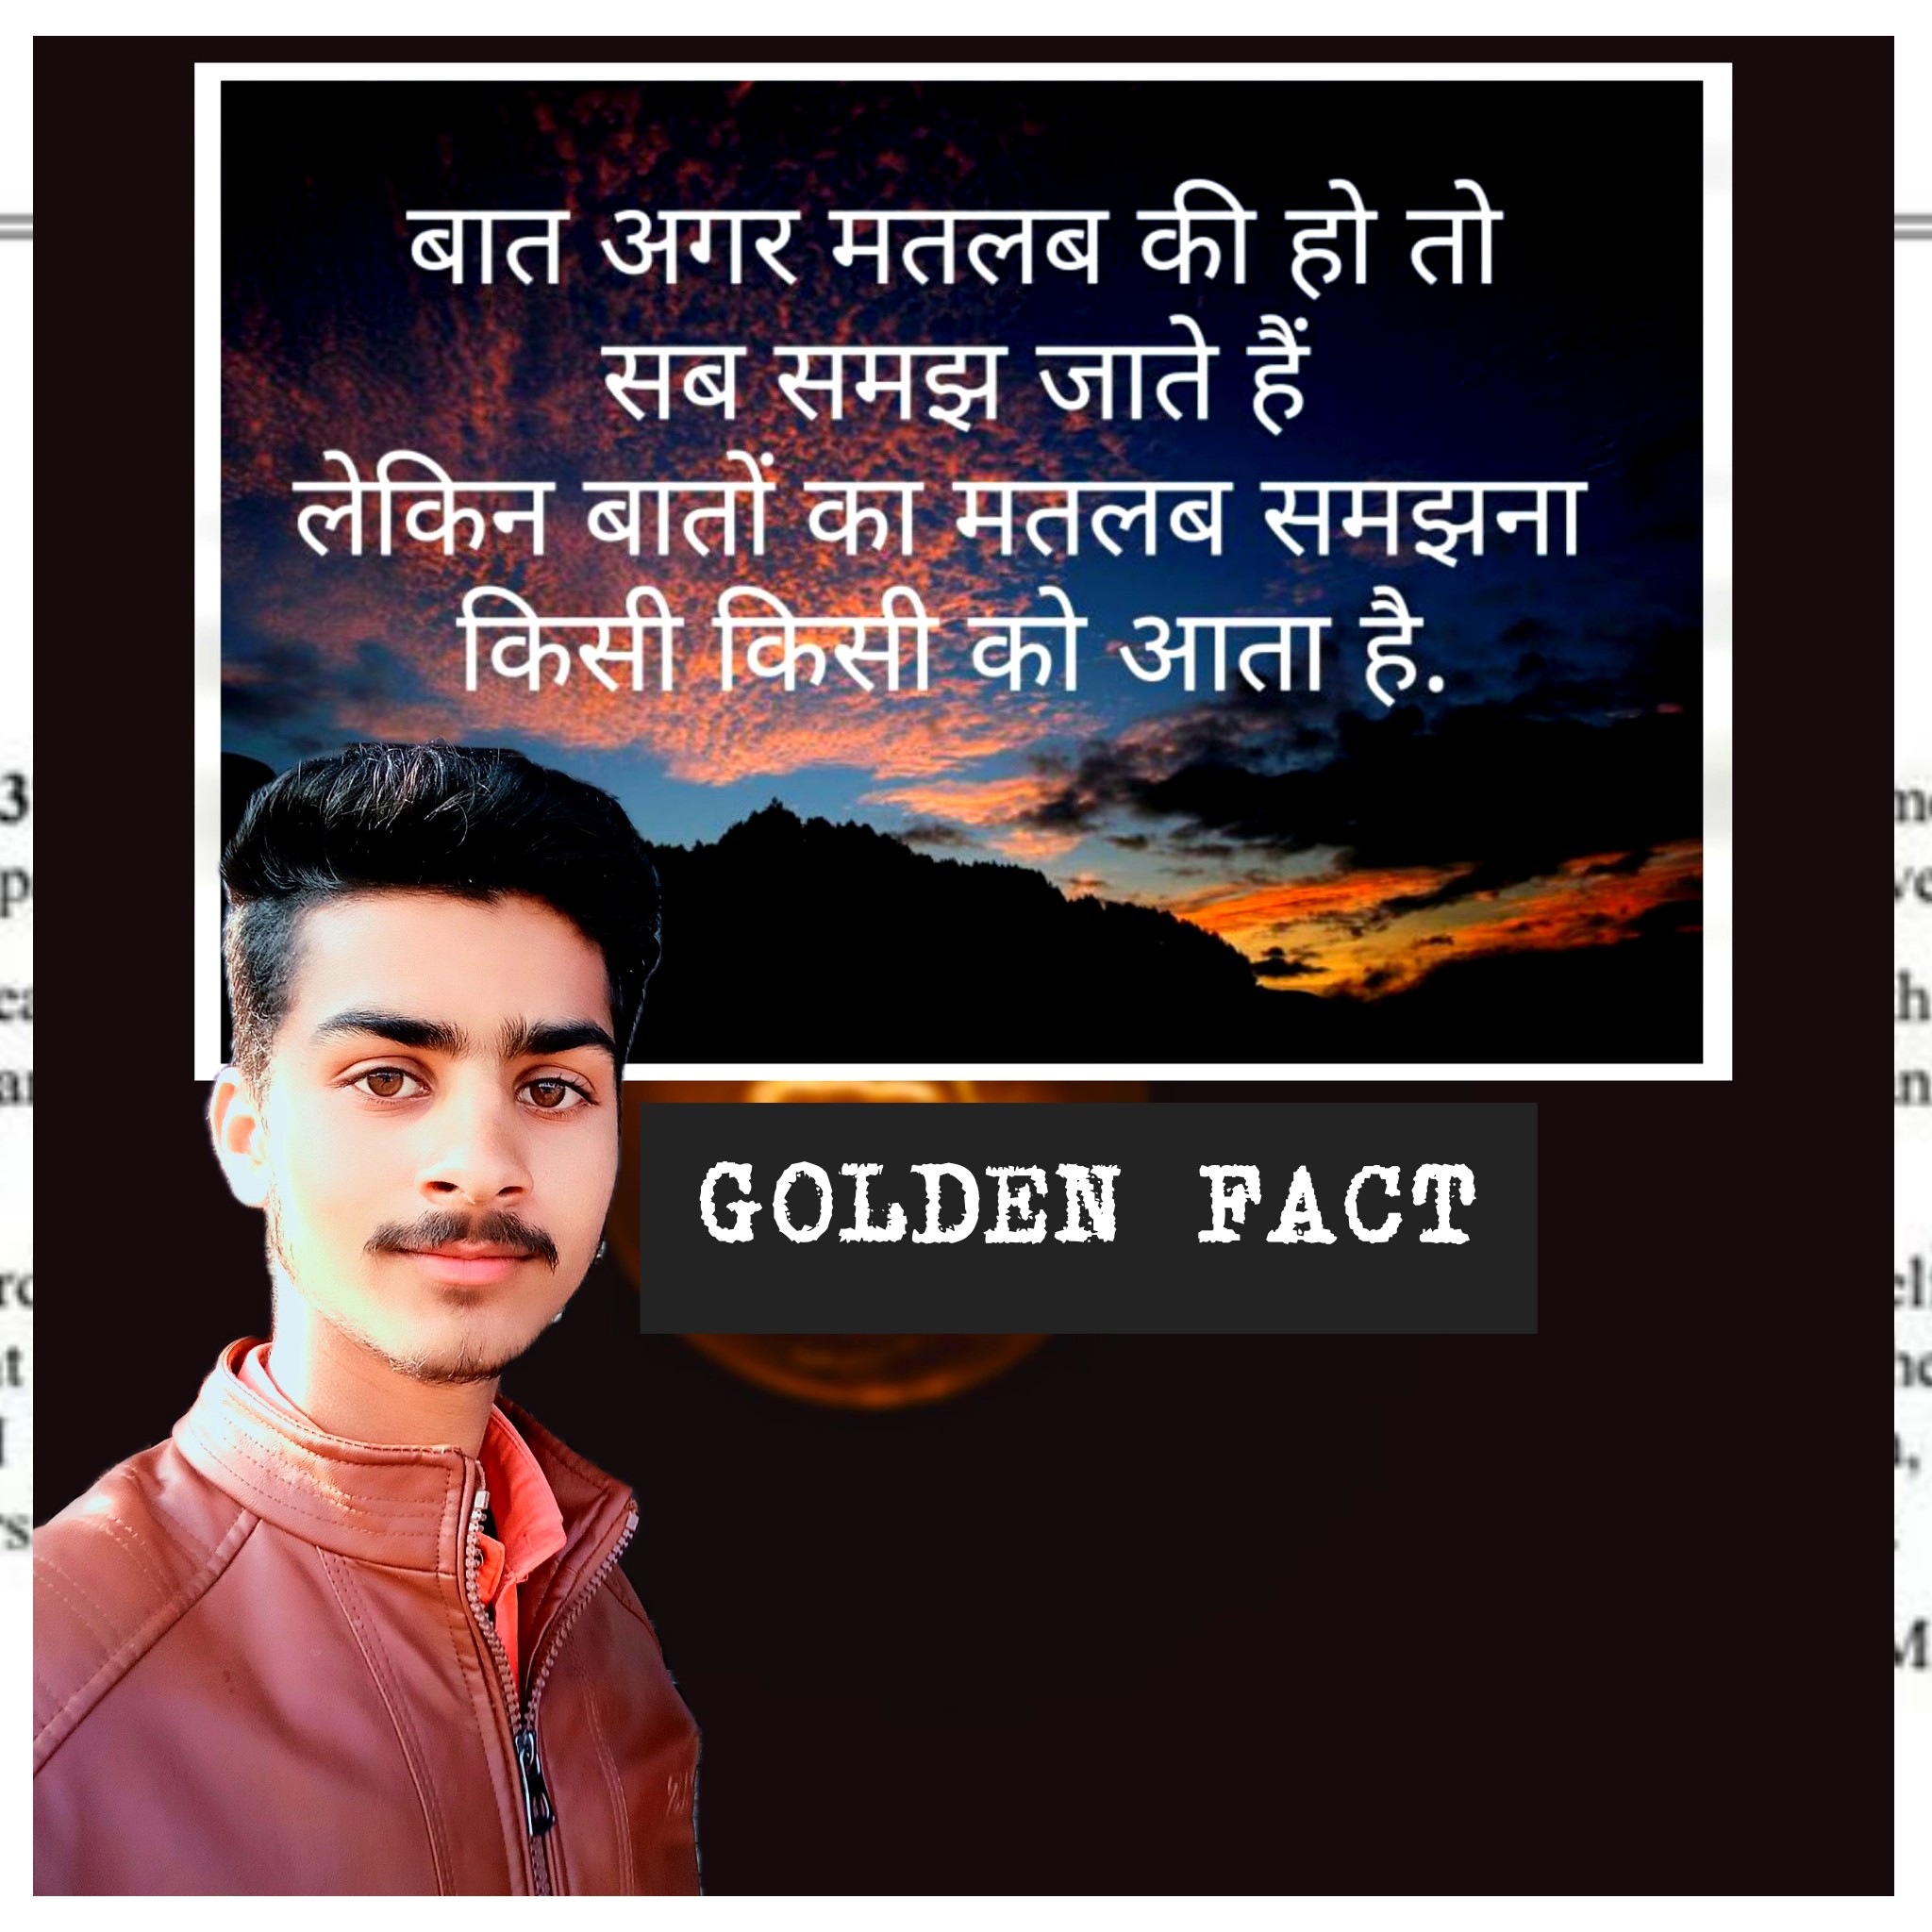 बात अगर मतलब की हो तो
सब समझ जाते हैं
लेकिन बातों का मतलब समझना
किसी किसी को आता है.
GOLDEN FACT